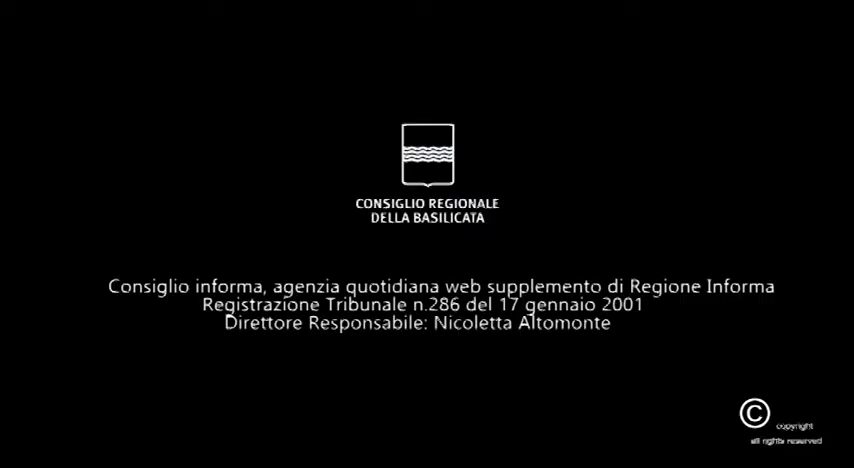 CONSIGLIO REGIONALE
DELLA BASILICATA
Consiglio informa, agenzia quotidiana web supplemento di Regione Informa
Registrazione Tribunale n.286 del 17 gennaio 2001
Direttore Responsabile: Nicoletta Altomonte
© copyright
all rights reserved